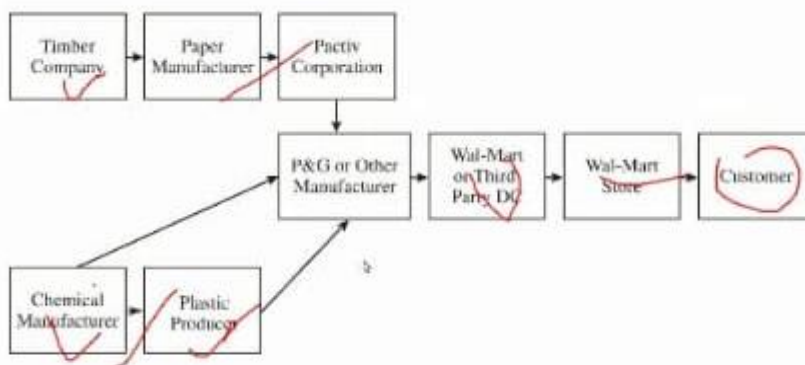 Timber
Company
Paper
Manufacturer
Pactiv
Corporation
P&G or Other
Manufacturer
Wal-Mart
or Third
Party DC
Wal-Mart
Store
Customer
Chemical
Manufacturer
Plastic
Producer